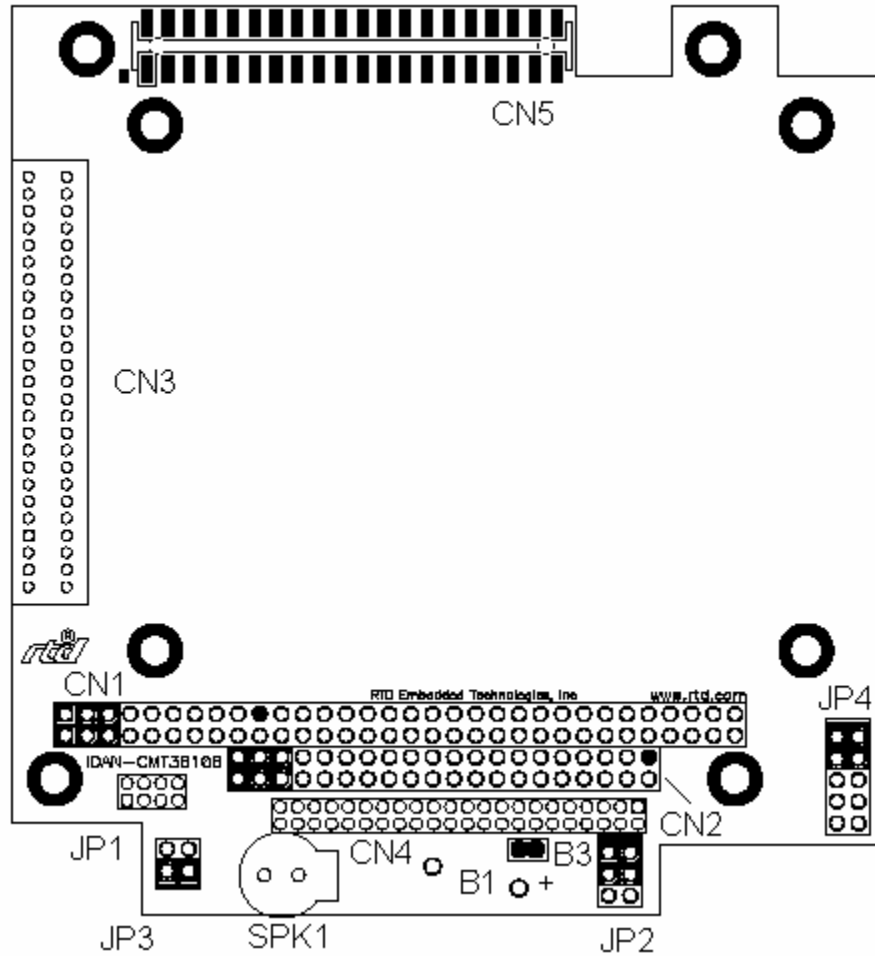 CN5
CN3
rtd®
CN1
RTD Embedded Technologies, Inc www.rtd.com
JP4
IDAN-CMT38108
CN2
JP1
CN4
B3
B1 +
JP3
SPK1
JP2